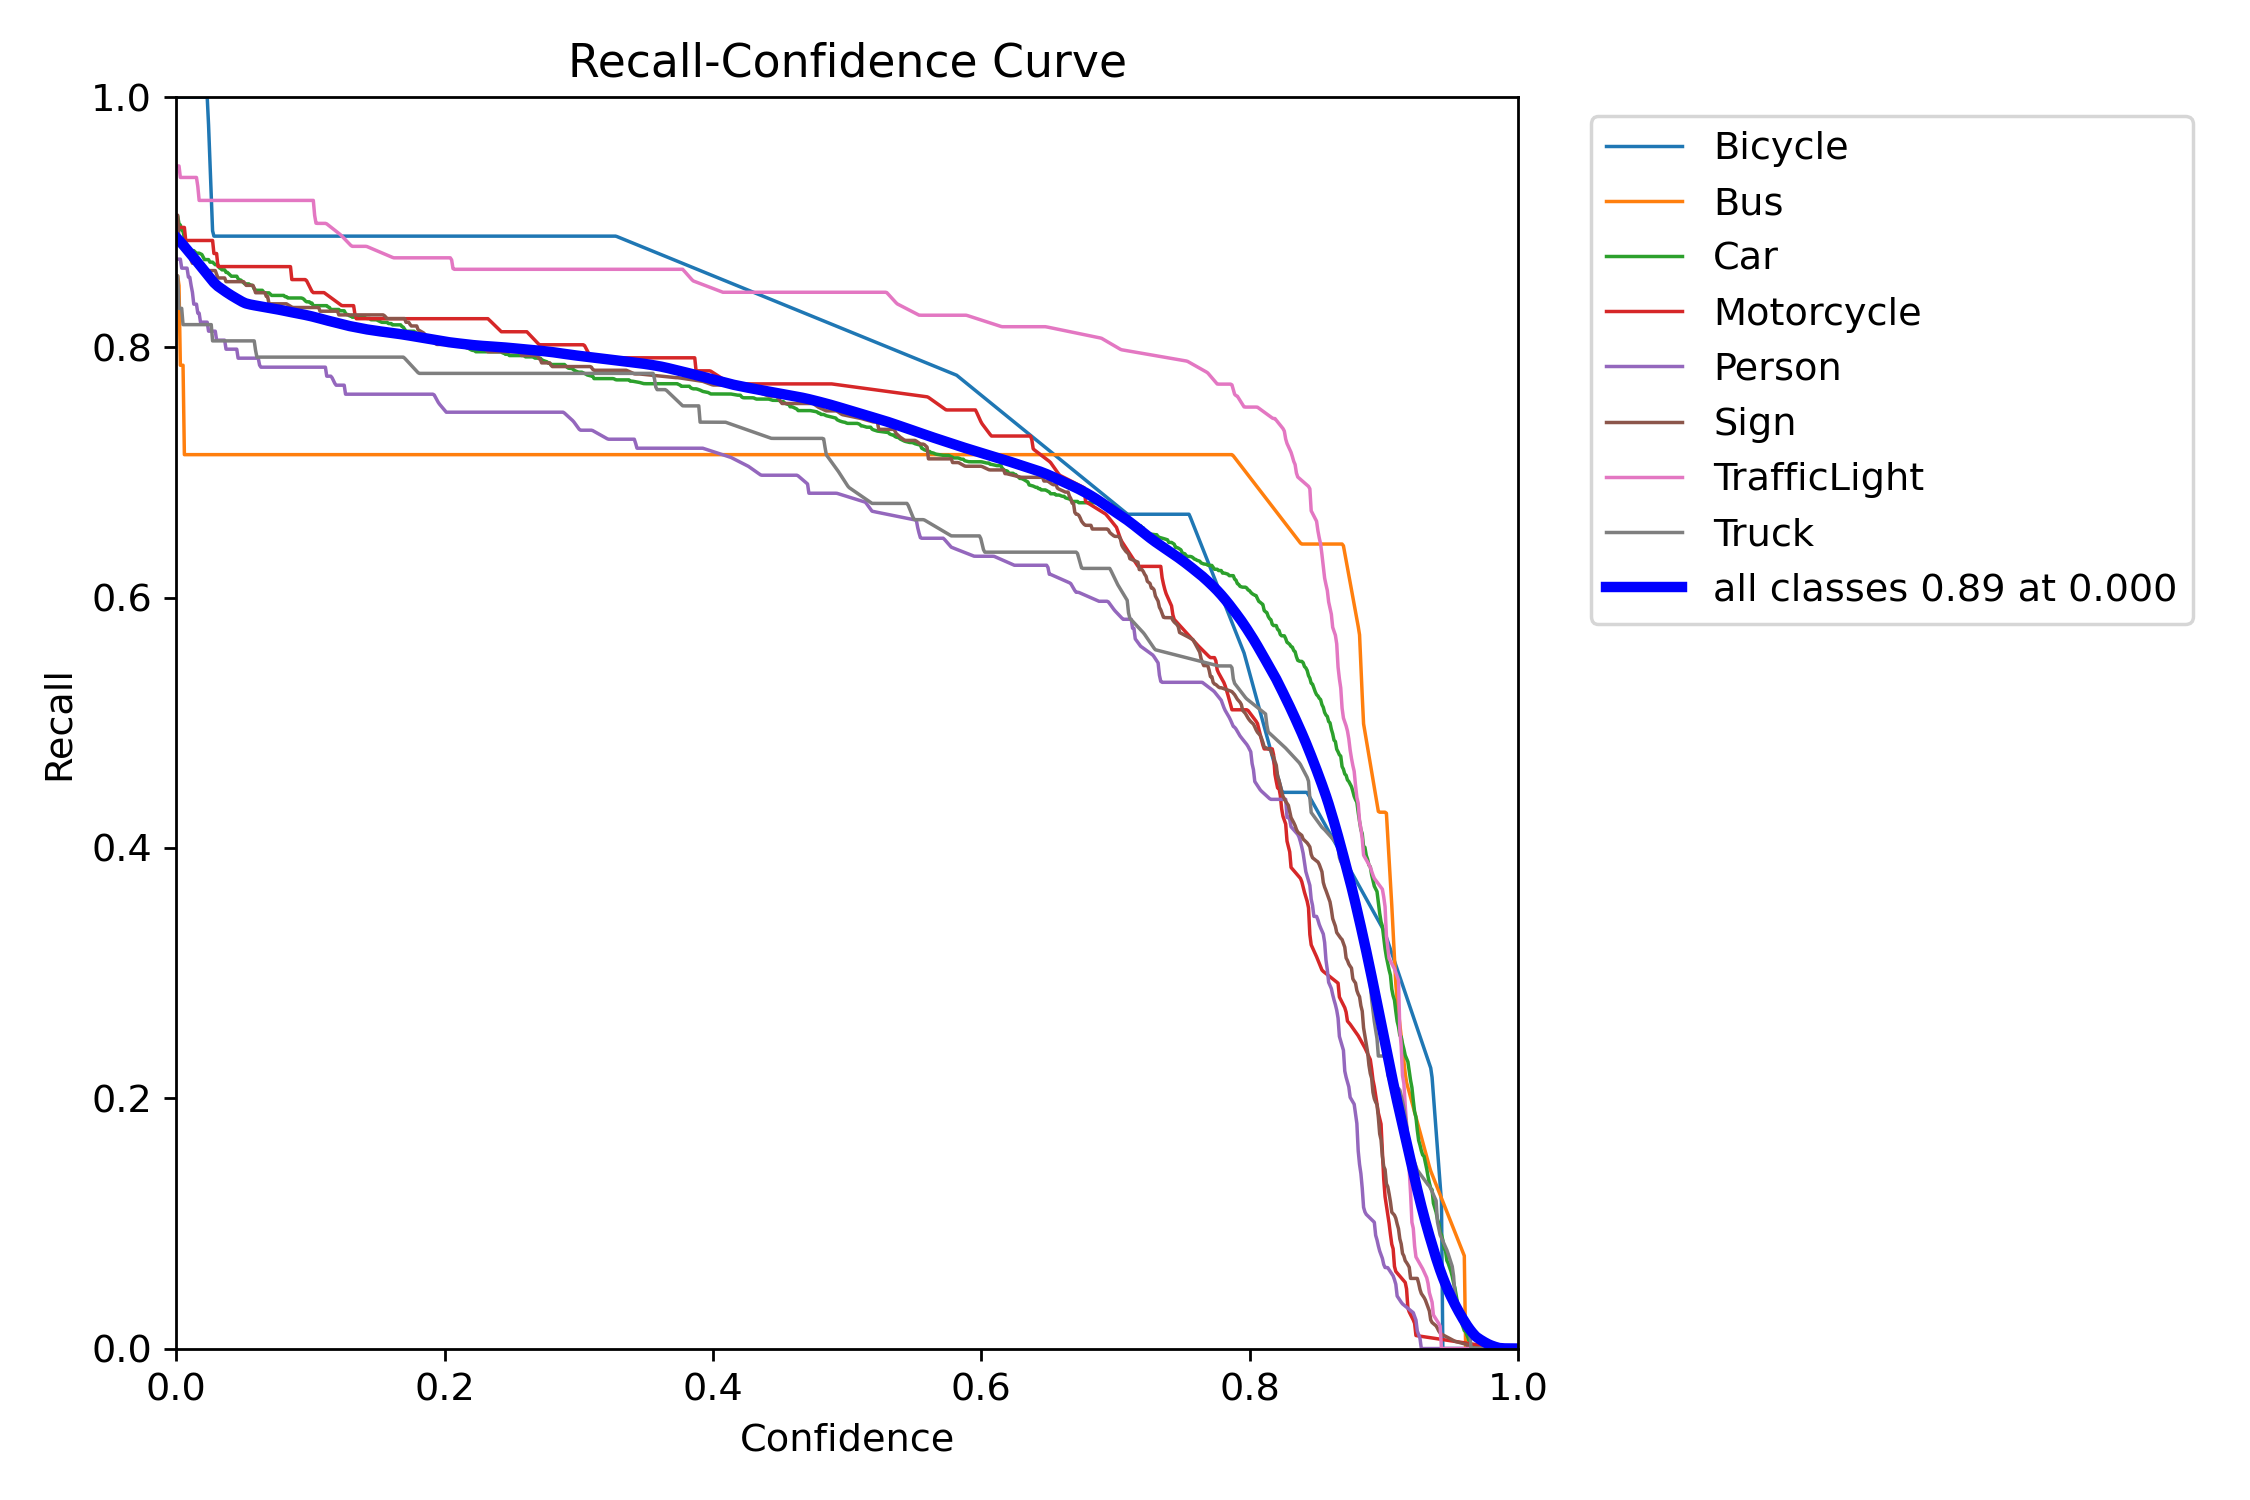 Recall-Confidence Curve
1.0
0.8
0.6
0.4
0.2
0.0
Recall
0.0 0.2 0.4 0.6 0.8 1.0
Confidence
Bicycle
Bus
Car
Motorcycle
Person
Sign
TrafficLight
Truck
all classes 0.89 at 0.000